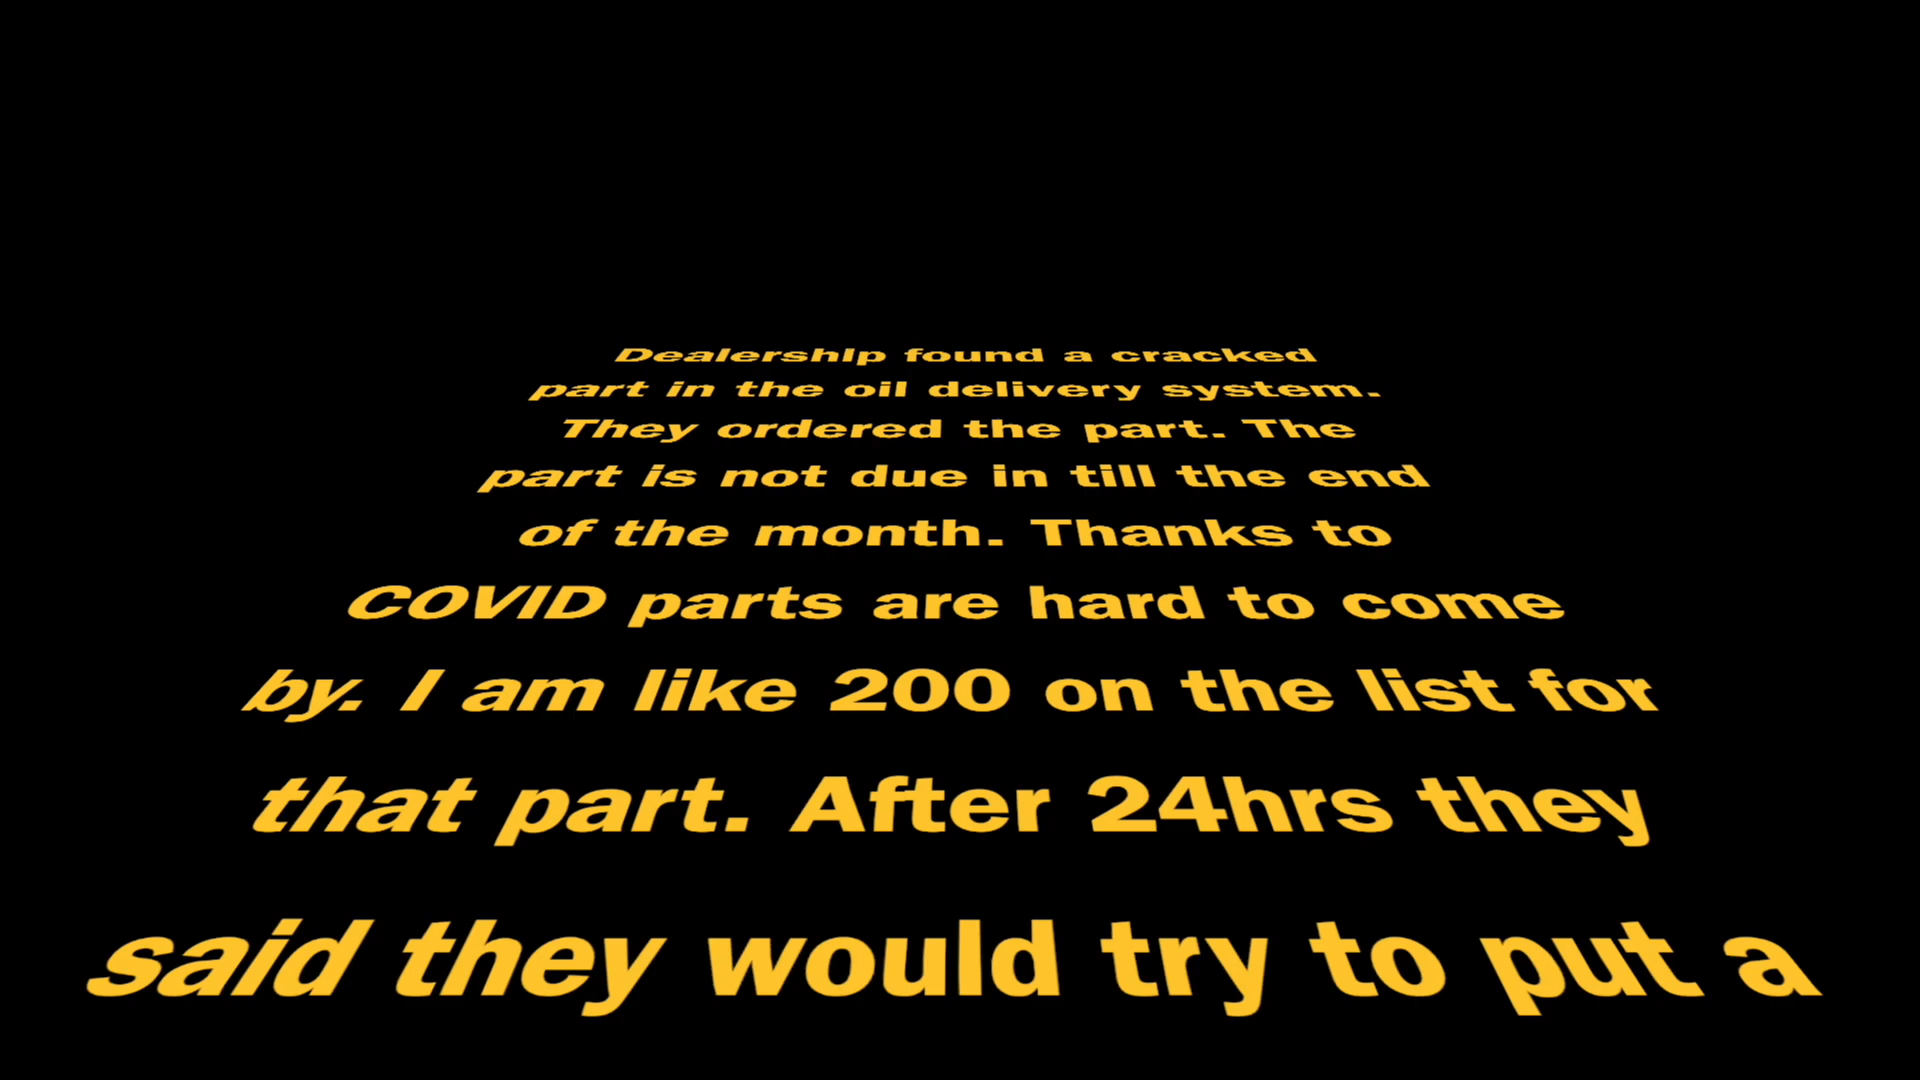 Dealership found a cracked
part in the oil delivery system.
They ordered the part. The
part is not due in till the end
of the month. Thanks to
COVID parts are hard to come
by. I am like 200 on the list for
that part. After 24hrs they
said they would try to put a